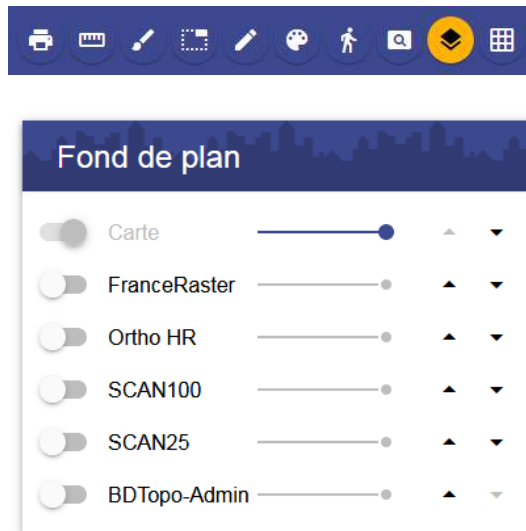 Fond de plan
Carte
FranceRaster
Ortho HR
SCAN100
SCAN25
BDTopo-Admin